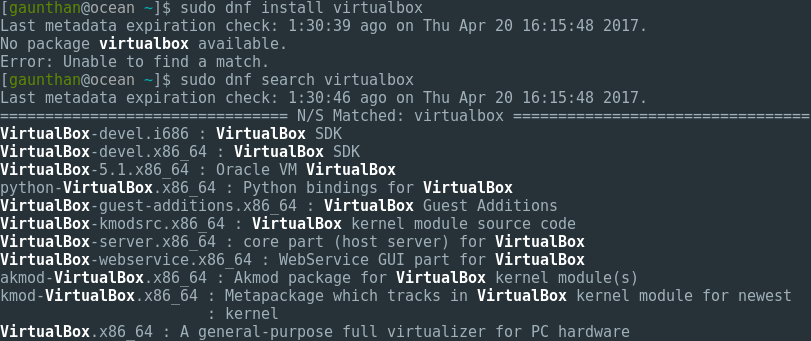 [gaunthan@ocean ~]$ sudo dnf install virtualbox
Last metadata expiration check: 1:30:39 ago on Thu Apr 20 16:15:48 2017.
No package virtualbox available.
Error: Unable to find a match.
[gaunthan@ocean ~]$ sudo dnf search virtualbox
Last metadata expiration check: 1:30:46 ago on Thu Apr 20 16:15:48 2017.
================================ N/S Matched: virtualbox =================================
VirtualBox-devel.i686 : VirtualBox SDK
VirtualBox-devel.x86_64 : VirtualBox SDK
VirtualBox-5.1.x86_64 : Oracle VM VirtualBox
python-VirtualBox.x86_64 : Python bindings for VirtualBox
VirtualBox-guest-additions.x86_64 : VirtualBox Guest Additions
VirtualBox-kmodsrc.x86_64 : VirtualBox kernel module source code
VirtualBox-server.x86_64 : core part (host server) for VirtualBox
VirtualBox-webservice.x86_64 : WebService GUI part for VirtualBox
akmod-VirtualBox.x86_64 : Akmod package for VirtualBox kernel module(s)
kmod-VirtualBox.x86_64 : Metapackage which tracks in VirtualBox kernel module for newest
                       : kernel
VirtualBox.x86_64 : A general-purpose full virtualizer for PC hardware